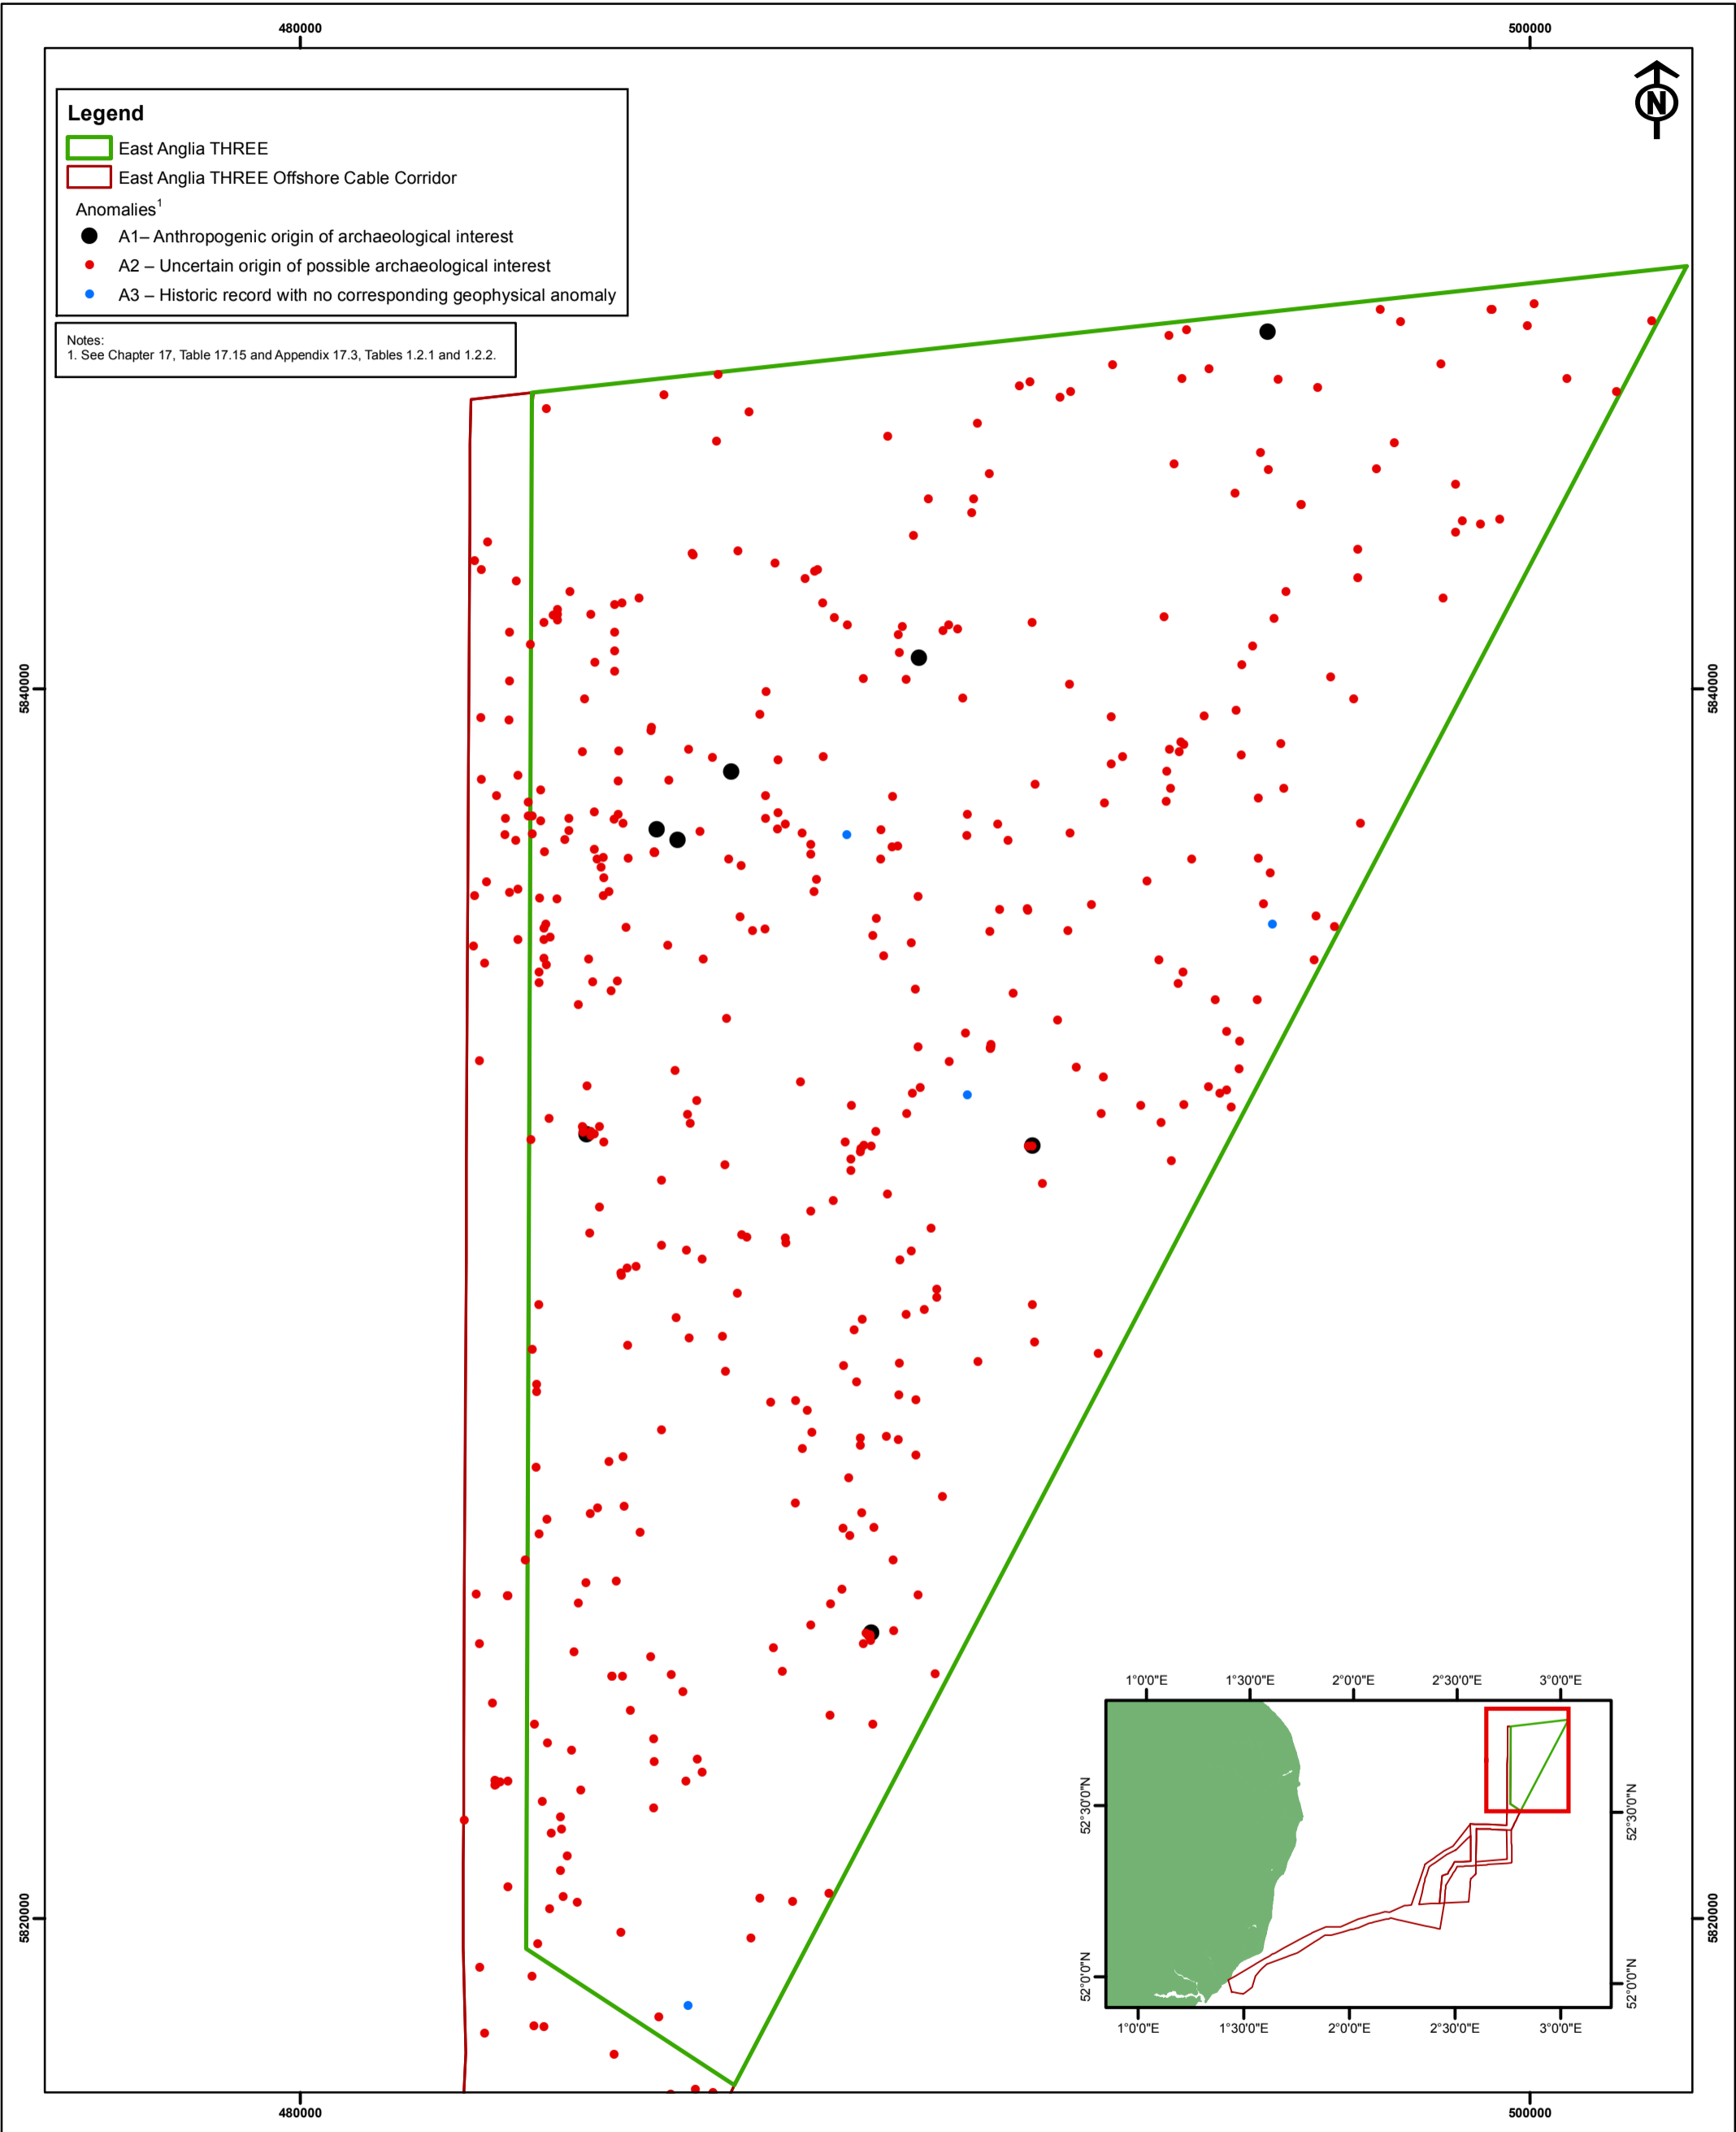 480000
500000
N
Legend
East Anglia THREE
East Anglia THREE Offshore Cable Corridor
Anomalies1
A1– Anthropogenic origin of archaeological interest
A2 – Uncertain origin of possible archaeological interest
A3 – Historic record with no corresponding geophysical anomaly
Notes:
1. See Chapter 17, Table 17.15 and Appendix 17.3, Tables 1.2.1 and 1.2.2.
5840000
5840000
1°0'0"E
1°30'0"E
2°0'0"E
2°30'0"E
3°0'0"E
52°30'0"N
52°30'0"N
52°0'0"N
52°0'0"N
1°0'0"E
1°30'0"E
2°0'0"E
2°30'0"E
3°0'0"E
5820000
5820000
480000
500000